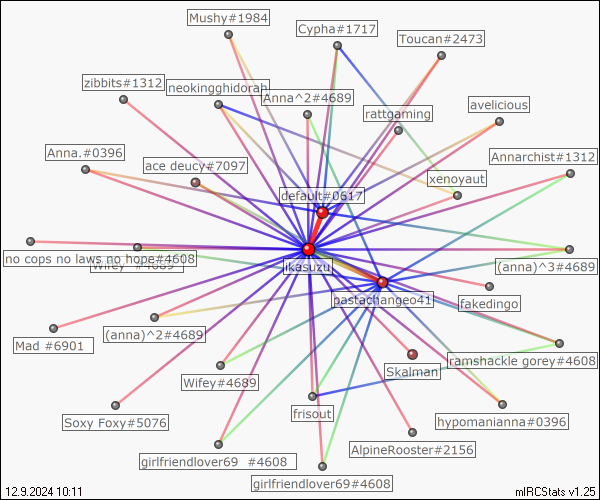 Mushy#1984
Cypha#1717
Toucan#2473
zibbits#1312
neokingghidorah
Anna^2#4689
rattgaming
avelicious
Anna.#0396
ace deucy#7097
Annarchist#1312
xenoyaut
default#0617
no cops no laws no hope#4608
Wifey #4689
ikasuzu
(anna)^3#4689
pastachangeo41
fakedingo
(anna)^2#4689
Mad #6901
ramshackle gorey#4608
Skalman
Wifey#4689
frisout
hypomanianna#0396
Soxy Foxy#5076
AlpineRooster#2156
girlfriendlover69 #4608
girlfriendlover69#4608
12.9.2024 10:11
mIRCStats v1.25